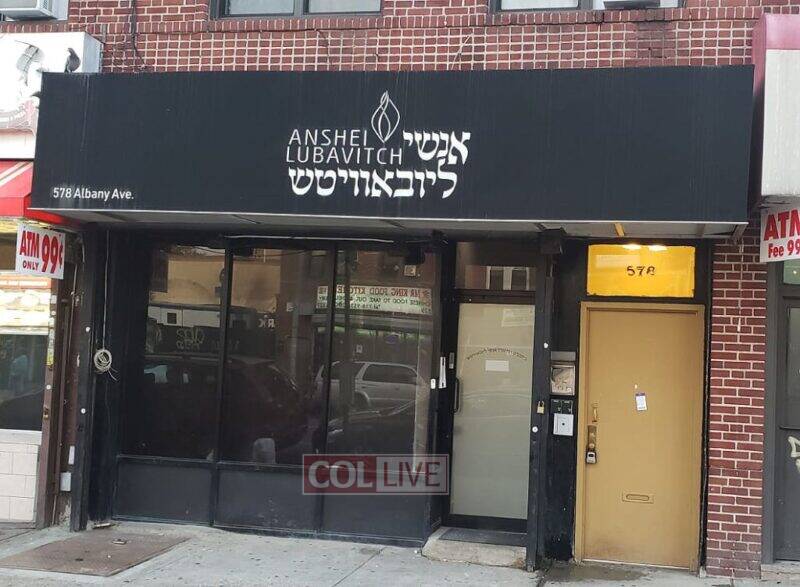 ANSHEI
LUBAVITCH
אנשי
ליובאוויטש
578 Albany Ave.
ATM 99¢
ONLY
578
ATM
Fee 99
COL LIVE